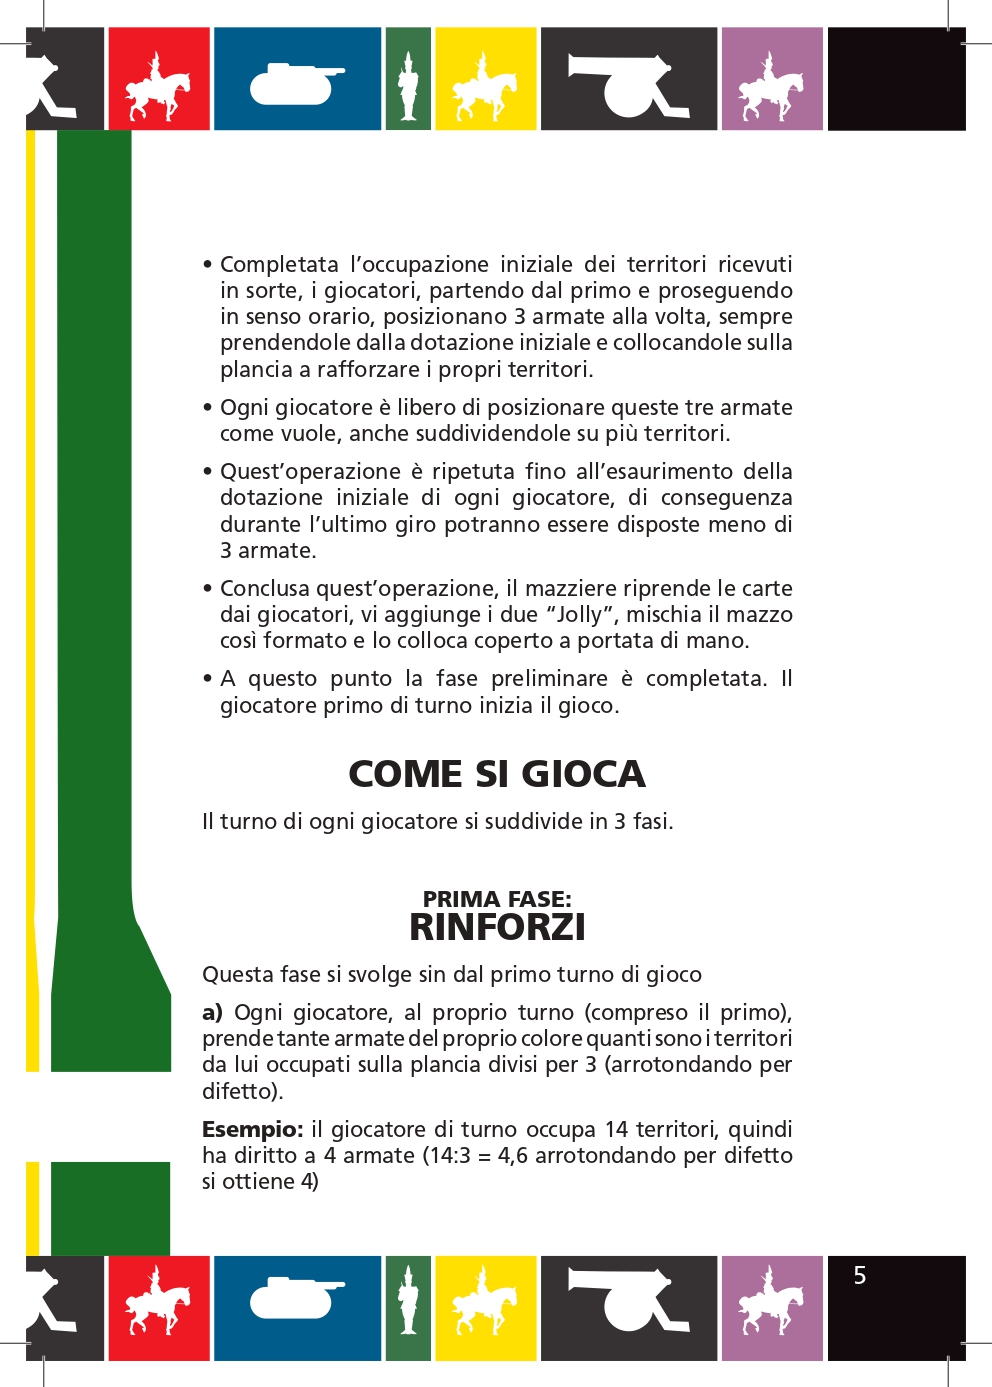 • Completata l’occupazione iniziale dei territori ricevuti
in sorte, i giocatori, partendo dal primo e proseguendo
in senso orario, posizionano 3 armate alla volta, sempre
prendendole dalla dotazione iniziale e collocandole sulla
plancia a rafforzare i propri territori.
• Ogni giocatore è libero di posizionare queste tre armate
come vuole, anche suddividendole su più territori.
• Quest’operazione è ripetuta fino all’esaurimento della
dotazione iniziale di ogni giocatore, di conseguenza
durante l’ultimo giro potranno essere disposte meno di
3 armate.
• Conclusa quest’operazione, il mazziere riprende le carte
dai giocatori, vi aggiunge i due “Jolly”, mischia il mazzo
così formato e lo colloca coperto a portata di mano.
• A questo punto la fase preliminare è completata. Il
giocatore primo di turno inizia il gioco.
COME SI GIOCA
Il turno di ogni giocatore si suddivide in 3 fasi.
PRIMA FASE:
RINFORZI
Questa fase si svolge sin dal primo turno di gioco
a) Ogni giocatore, al proprio turno (compreso il primo),
prende tante armate del proprio colore quanti sono i territori
da lui occupati sulla plancia divisi per 3 (arrotondando per
difetto).
Esempio: il giocatore di turno occupa 14 territori, quindi
ha diritto a 4 armate (14:3 = 4,6 arrotondando per difetto
si ottiene 4)
5